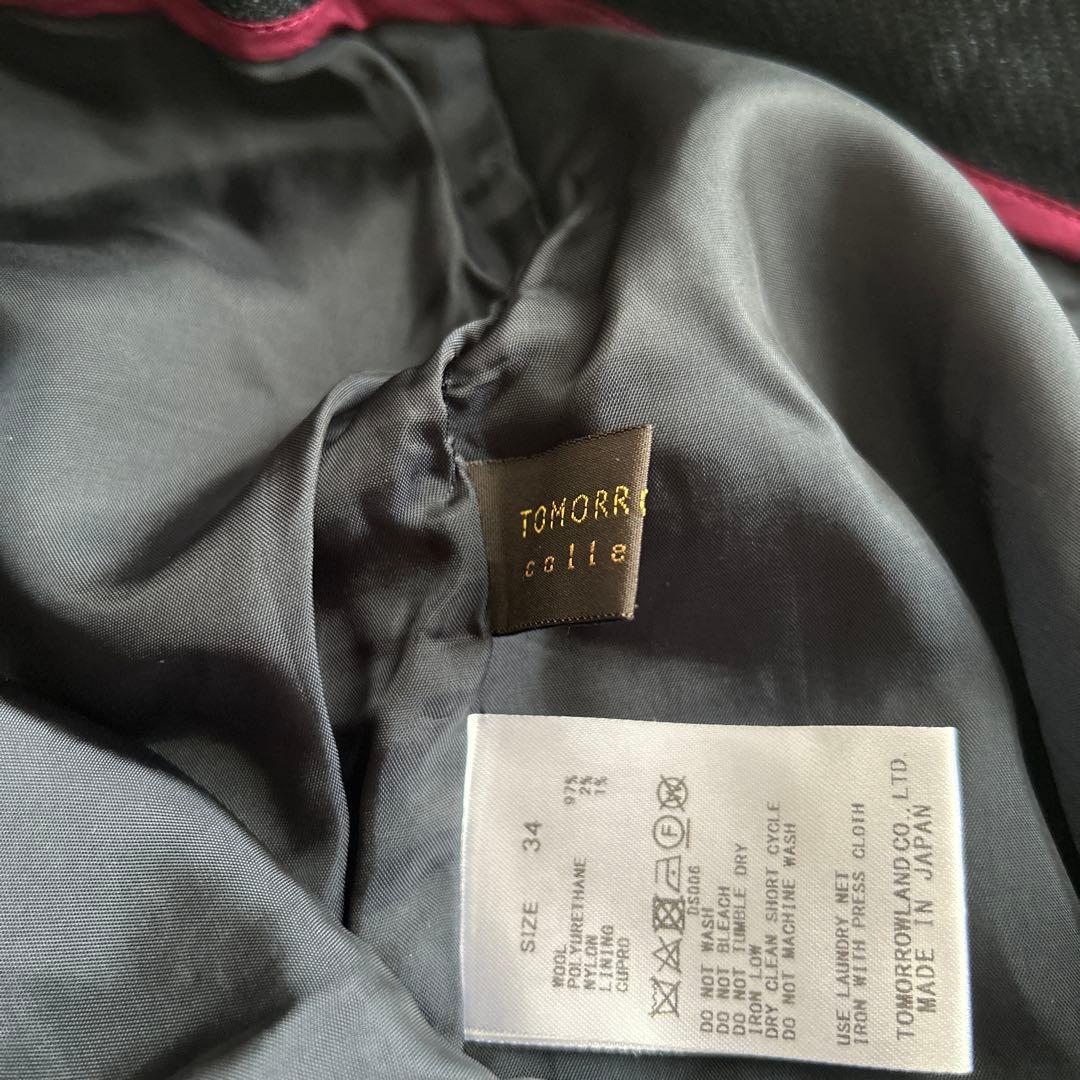 TOMORR
colle
SIZE 34
WOOL 97%
POLYURETHANE 2%
NYLON 1%
LINING
CUPRO
F
DS006
DO NOT WASH
DO NOT BLEACH
DO NOT TUMBLE DRY
IRON LOW
DRY CLEAN SHORT CYCLE
DO NOT MACHINE WASH
USE LAUNDRY NET
IRON WITH PRESS CLOTH
TOMORROWLAND CO., LTD.
MADE IN JAPAN